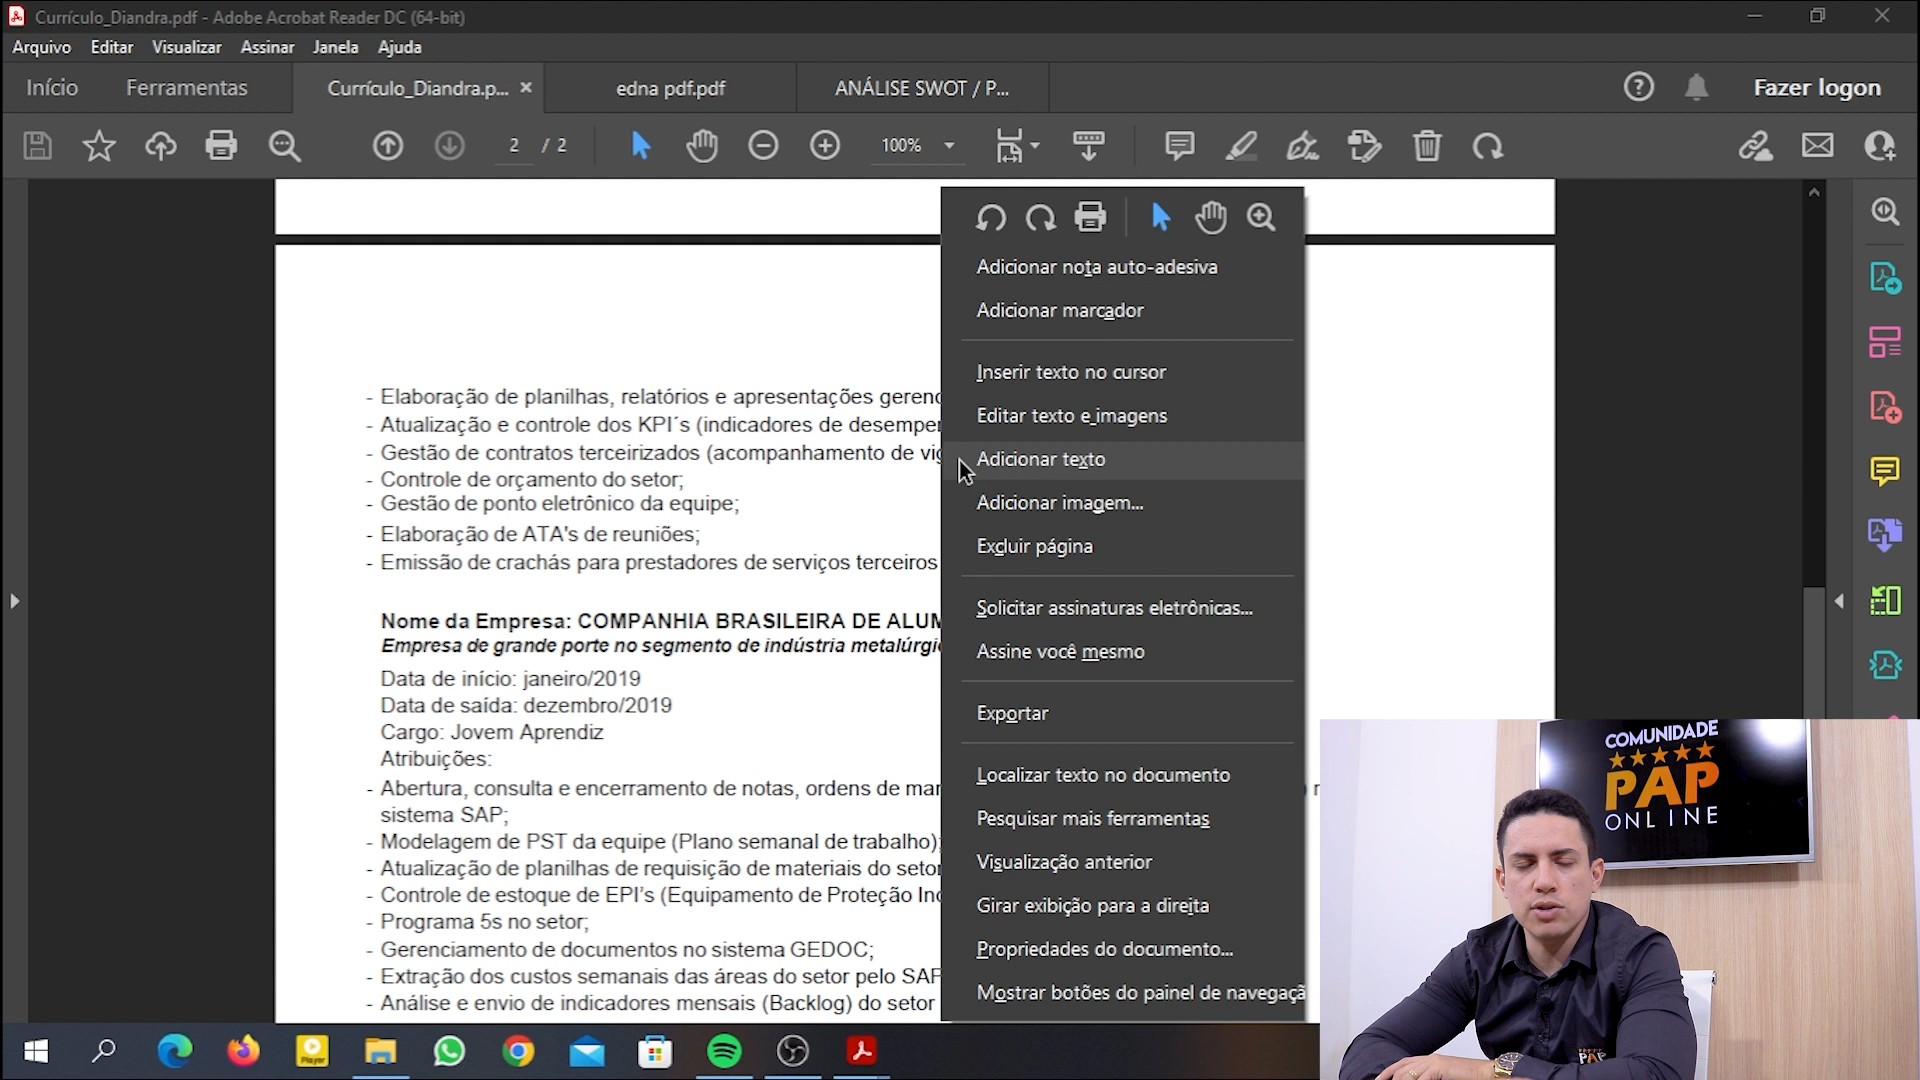 Currículo_Diandra.pdf - Adobe Acrobat Reader DC (64-bit)
Arquivo Editar Visualizar Assinar Janela Ajuda
Início Ferramentas Currículo_Diandra.p... edna pdf.pdf ANÁLISE SWOT / P... Fazer logon
2 / 2 100%
Adicionar nota auto-adesiva
Adicionar marcador
Inserir texto no cursor
Editar texto e imagens
Adicionar texto
Adicionar imagem...
Excluir página
Solicitar assinaturas eletrônicas...
Assine você mesmo
Exportar
Localizar texto no documento
Pesquisar mais ferramentas
Visualização anterior
Girar exibição para a direita
Propriedades do documento...
Mostrar botões do painel de navegaçã
- Elaboração de planilhas, relatórios e apresentações gerenc
- Atualização e controle dos KPI´s (indicadores de desempe
- Gestão de contratos terceirizados (acompanhamento de vig
- Controle de orçamento do setor;
- Gestão de ponto eletrônico da equipe;
- Elaboração de ATA's de reuniões;
- Emissão de crachás para prestadores de serviços terceiros
Nome da Empresa: COMPANHIA BRASILEIRA DE ALUM
Empresa de grande porte no segmento de indústria metalúrgi
Data de início: janeiro/2019
Data de saída: dezembro/2019
Cargo: Jovem Aprendiz
Atribuições:
- Abertura, consulta e encerramento de notas, ordens de man
sistema SAP;
- Modelagem de PST da equipe (Plano semanal de trabalho);
- Atualização de planilhas de requisição de materiais do setor
- Controle de estoque de EPI's (Equipamento de Proteção Ind
- Programa 5s no setor;
- Gerenciamento de documentos no sistema GEDOC;
- Extração dos custos semanais das áreas do setor pelo SAP
- Análise e envio de indicadores mensais (Backlog) do setor
COMUNIDADE
PAP
ONLINE
PAP
Player